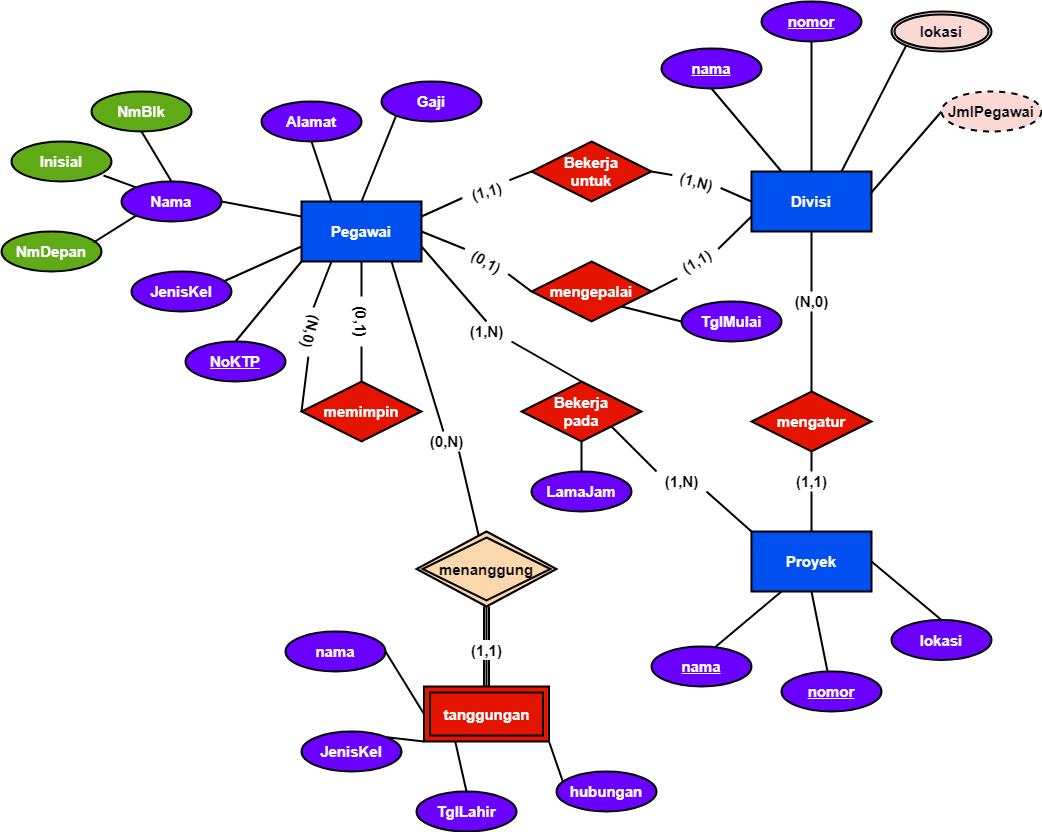 nomor
lokasi
nama
Gaji
NmBlk
JmlPegawai
Alamat
Inisial
Bekerja
untuk
(1,1)
(1,N)
Nama
Divisi
Pegawai
NmDepan
(0,1)
(1,1)
JenisKel
mengepalai
(N,0)
TglMulai
(N,0)
(0,1)
(1,N)
NoKTP
memimpin
Bekerja
pada
mengatur
(0,N)
(1,N)
(1,1)
LamaJam
menanggung
Proyek
lokasi
nama
(1,1)
nama
nomor
tanggungan
JenisKel
hubungan
TglLahir